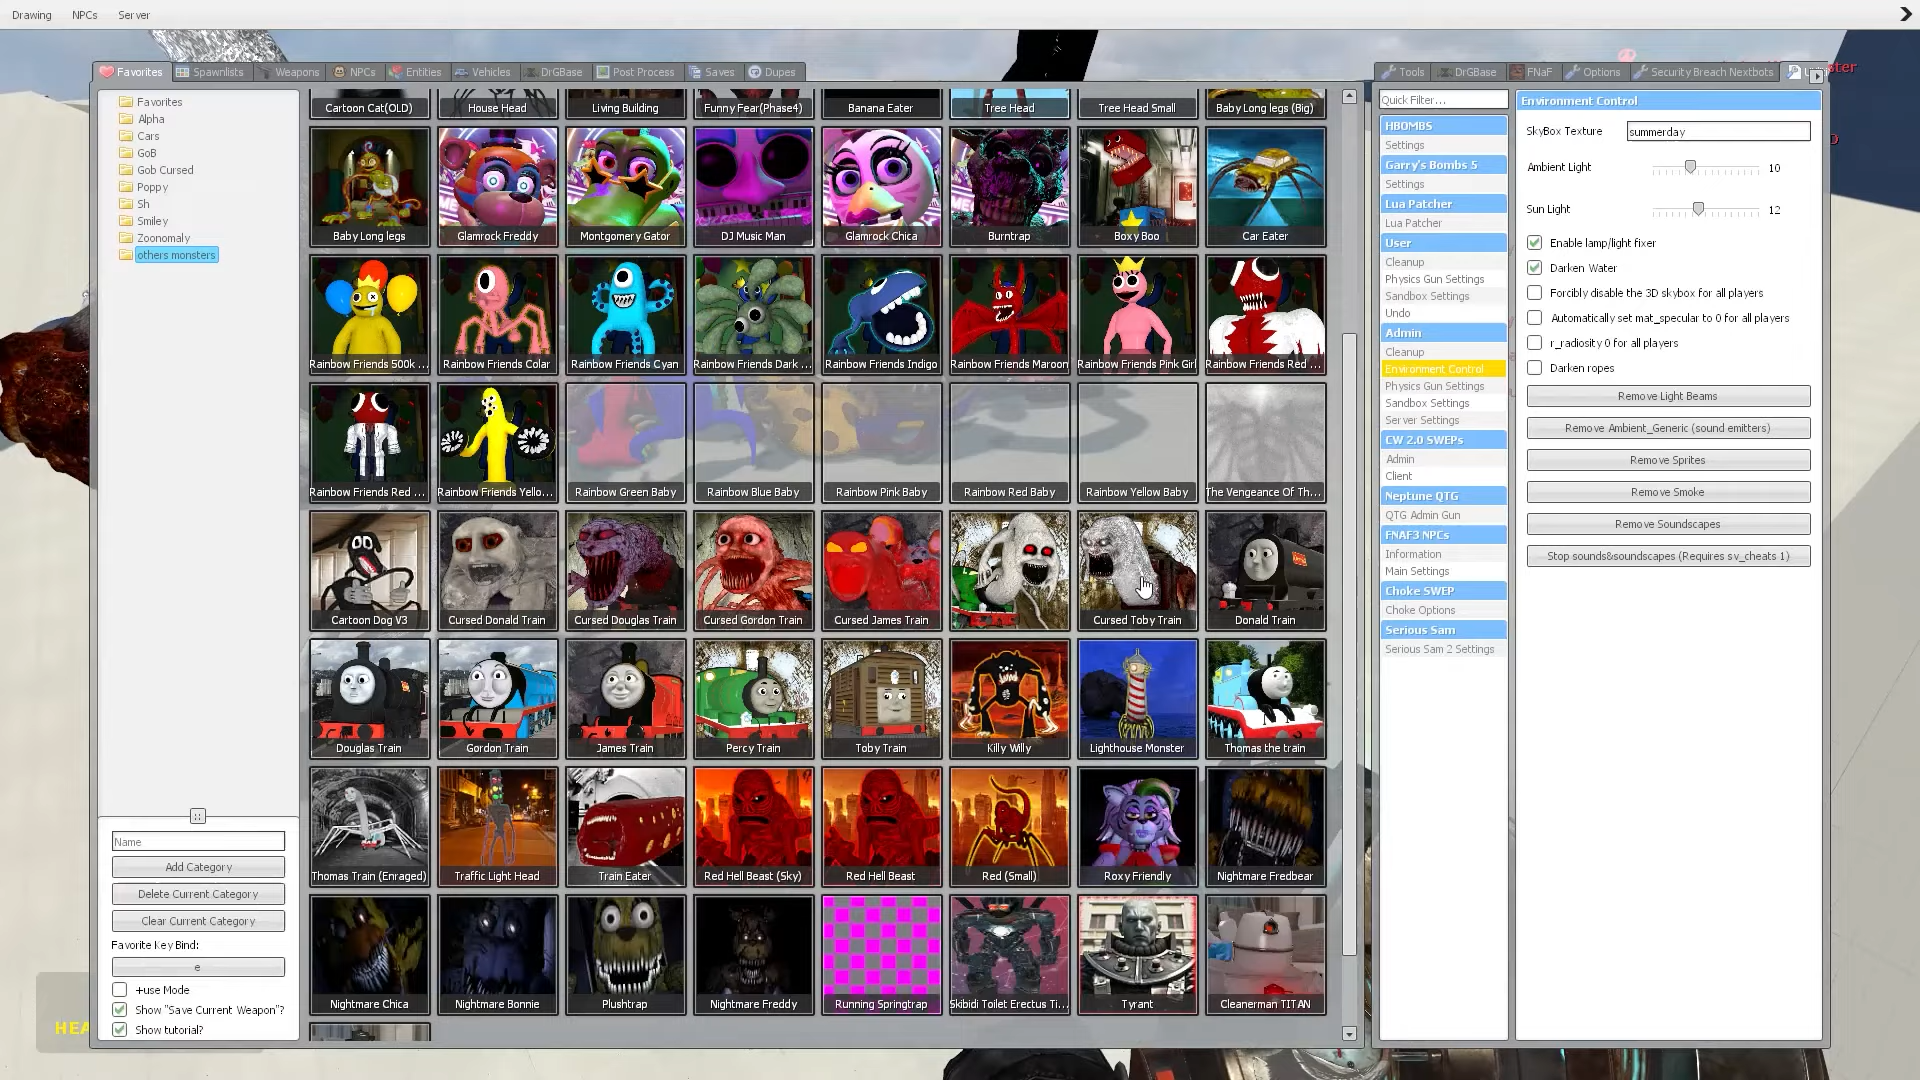 Drawing NPCs Server
Favorites Spawnlists Weapons NPCs Entities Vehicles DrGBase Post Process Saves Dupes
Tools DrGBase FNaF Options Security Breach Nextbots
Favorites
Alpha
Cars
GoB
Gob Cursed
Poppy
Sh
Smiley
Zoonomaly
others monsters
Name
Add Category
Delete Current Category
Clear Current Category
Favorite Key Bind:
e
+use Mode
Show "Save Current Weapon"?
Show tutorial?
HEA
Cartoon Cat(OLD) House Head Living Building Funny Fear(Phase4) Banana Eater Tree Head Tree Head Small Baby Long legs (Big)
Baby Long legs Glamrock Freddy Montgomery Gator DJ Music Man Glamrock Chica Burntrap Boxy Boo Car Eater
Rainbow Friends 500k ... Rainbow Friends Colar Rainbow Friends Cyan Rainbow Friends Dark ... Rainbow Friends Indigo Rainbow Friends Maroon Rainbow Friends Pink Girl Rainbow Friends Red ...
Rainbow Friends Red ... Rainbow Friends Yello... Rainbow Green Baby Rainbow Blue Baby Rainbow Pink Baby Rainbow Red Baby Rainbow Yellow Baby The Vengeance Of Th...
Cartoon Dog V3 Cursed Donald Train Cursed Douglas Train Cursed Gordon Train Cursed James Train Cursed Toby Train Donald Train
Douglas Train Gordon Train James Train Percy Train Toby Train Killy Willy Lighthouse Monster Thomas the train
Thomas Train (Enraged) Traffic Light Head Train Eater Red Hell Beast (Sky) Red Hell Beast Red (Small) Roxy Friendly Nightmare Fredbear
Nightmare Chica Nightmare Bonnie Plushtrap Nightmare Freddy Running Springtrap Skibidi Toilet Erectus Ti... Tyrant Cleanerman TITAN
Quick Filter...
HBOMBS
Settings
Garry's Bombs 5
Settings
Lua Patcher
Lua Patcher
User
Cleanup
Physics Gun Settings
Sandbox Settings
Undo
Admin
Cleanup
Environment Control
Physics Gun Settings
Sandbox Settings
Server Settings
CW 2.0 SWEPs
Admin
Client
Neptune QTG
QTG Admin Gun
FNAF3 NPCs
Information
Main Settings
Choke SWEP
Choke Options
Serious Sam
Serious Sam 2 Settings
Environment Control
SkyBox Texture summerday
Ambient Light 10
Sun Light 12
Enable lamp/light fixer
Darken Water
Forcibly disable the 3D skybox for all players
Automatically set mat_specular to 0 for all players
r_radiosity 0 for all players
Darken ropes
Remove Light Beams
Remove Ambient_Generic (sound emitters)
Remove Sprites
Remove Smoke
Remove Soundscapes
Stop sounds&soundscapes (Requires sv_cheats 1)